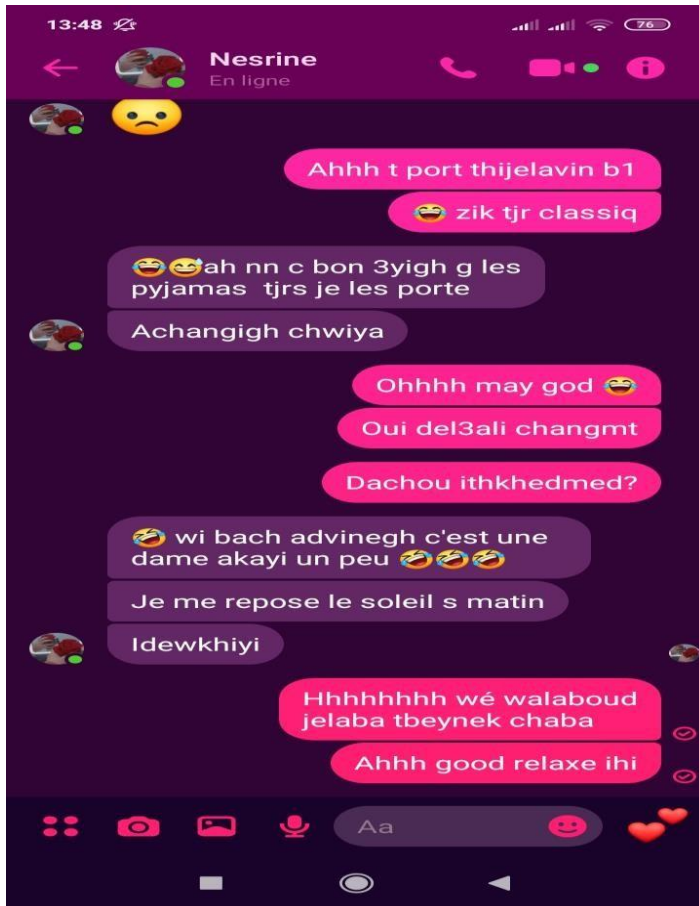 13:48
76
Nesrine
En ligne
Ahhh t port thijelavin b1
😂 zik tjr classiq
😂😅ah nn c bon 3yigh g les
pyjamas tjrs je les porte
Achangigh chwiya
Ohhhh may god 😂
Oui del3ali changmt
Dachou ithkhedmed?
🤣 wi bach advinegh c'est une
dame akayi un peu 🤣🤣🤣
Je me repose le soleil s matin
Idewkhiyi
Hhhhhhhh wé walaboud
jelaba tbeynek chaba
Ahhh good relaxe ihi
Aa